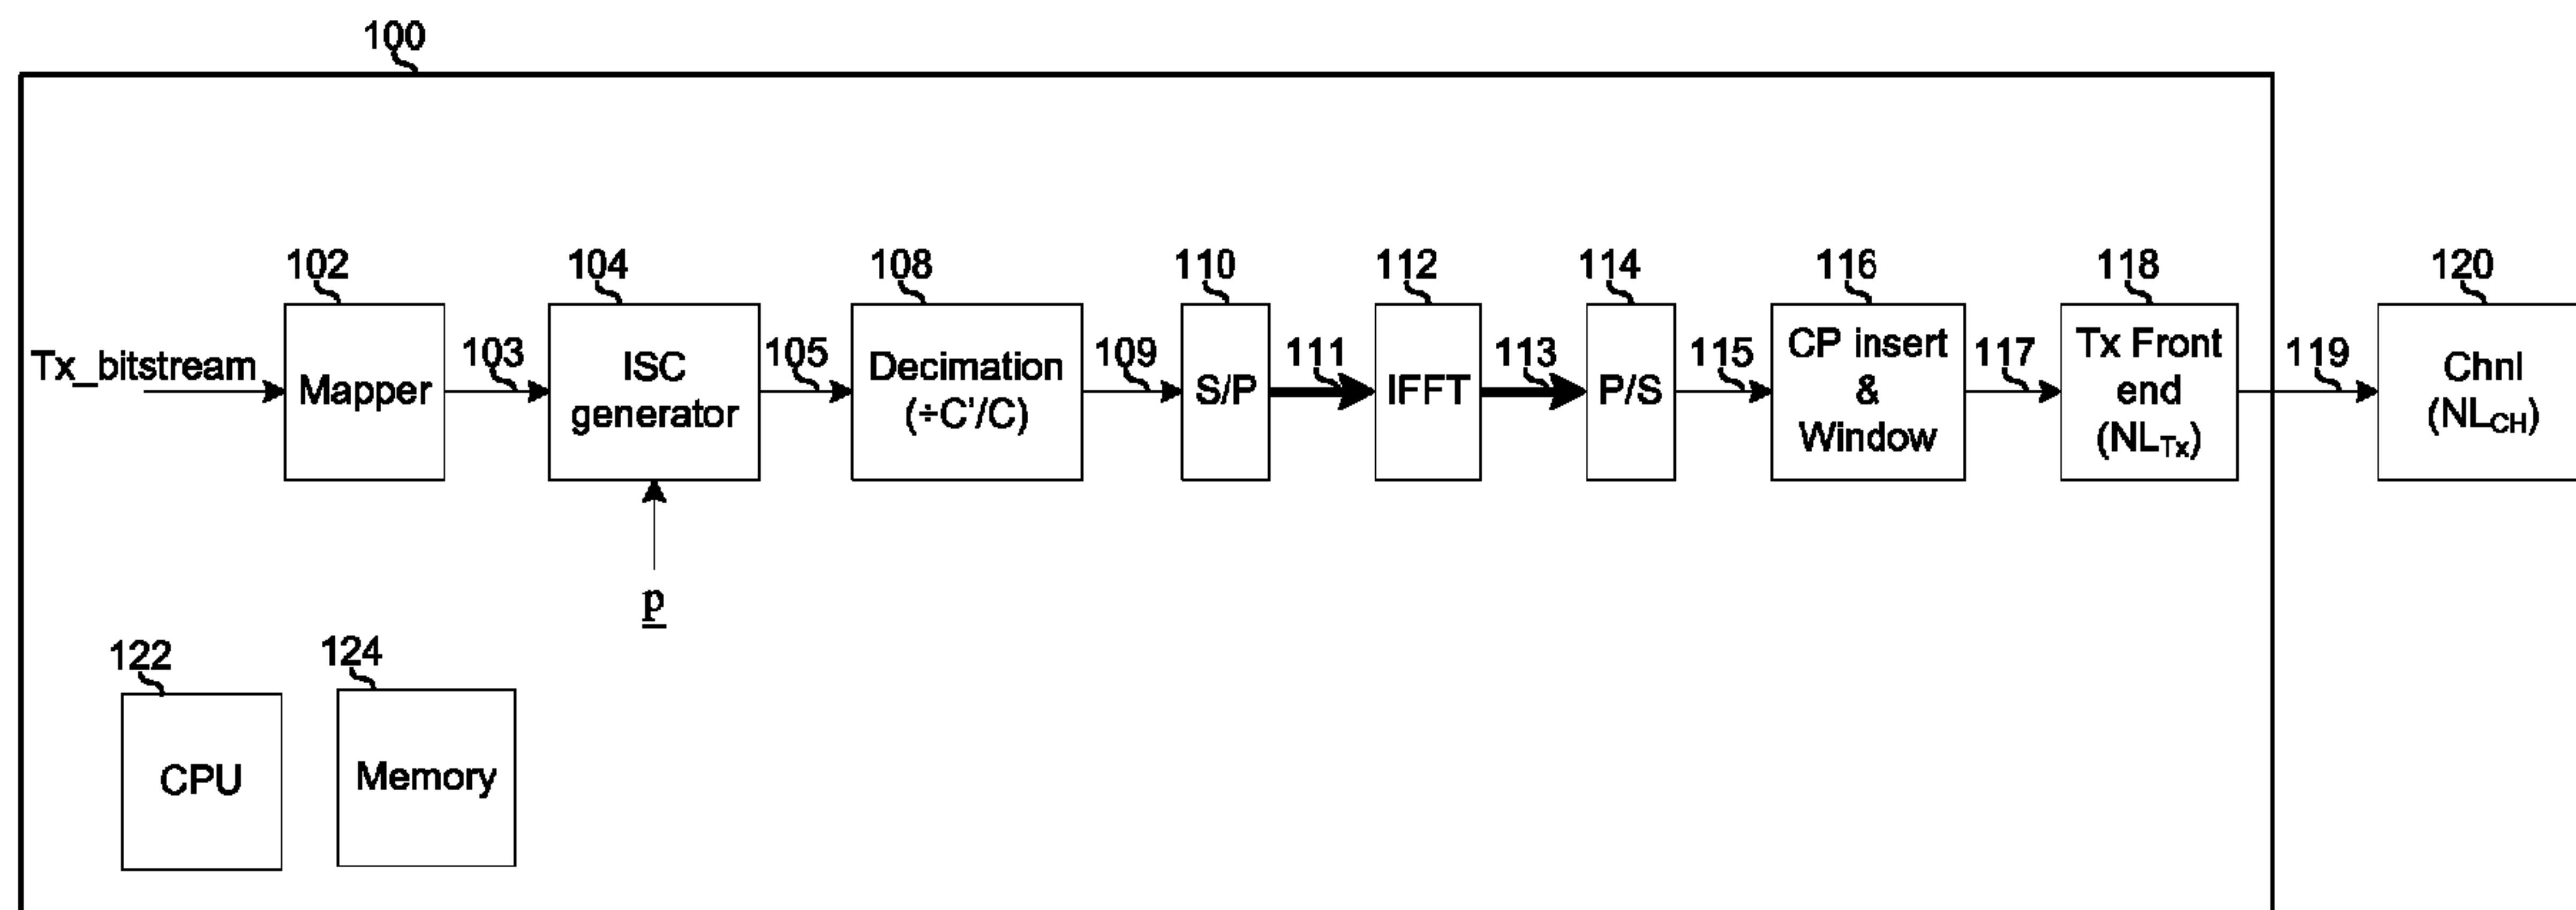 100
102
104
108
110
112
114
116
118
120
Tx_bitstream
Mapper
103
ISC
generator
105
Decimation
(÷C'/C)
109
S/P
111
IFFT
113
P/S
115
CP insert
&
Window
117
Tx Front
end
(NLTx)
119
Chnl
(NLCH)
p
122
124
CPU
Memory